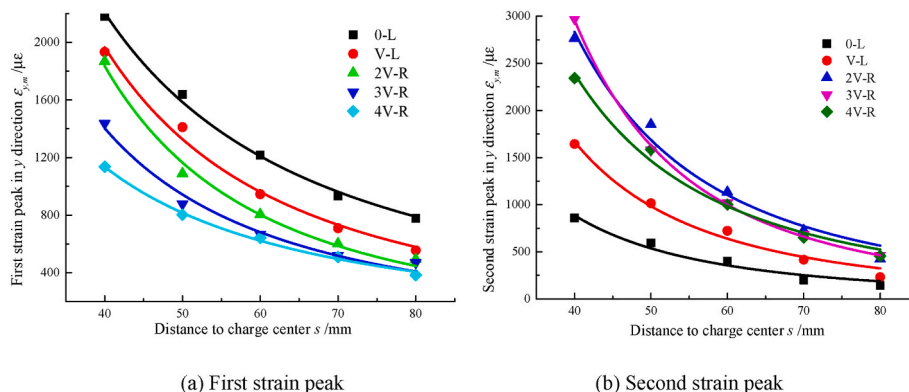 (a)
0-L
V-L
2V-R
3V-R
4V-R
First strain peak in y direction ε_{y,m} /με
2000
1600
1200
800
400
40 50 60 70 80
Distance to charge center s /mm
(a) First strain peak
(b)
0-L
V-L
2V-R
3V-R
4V-R
Second strain peak in y direction ε_{y,m} /με
3000
2500
2000
1500
1000
500
0
40 50 60 70 80
Distance to charge center s /mm
(b) Second strain peak